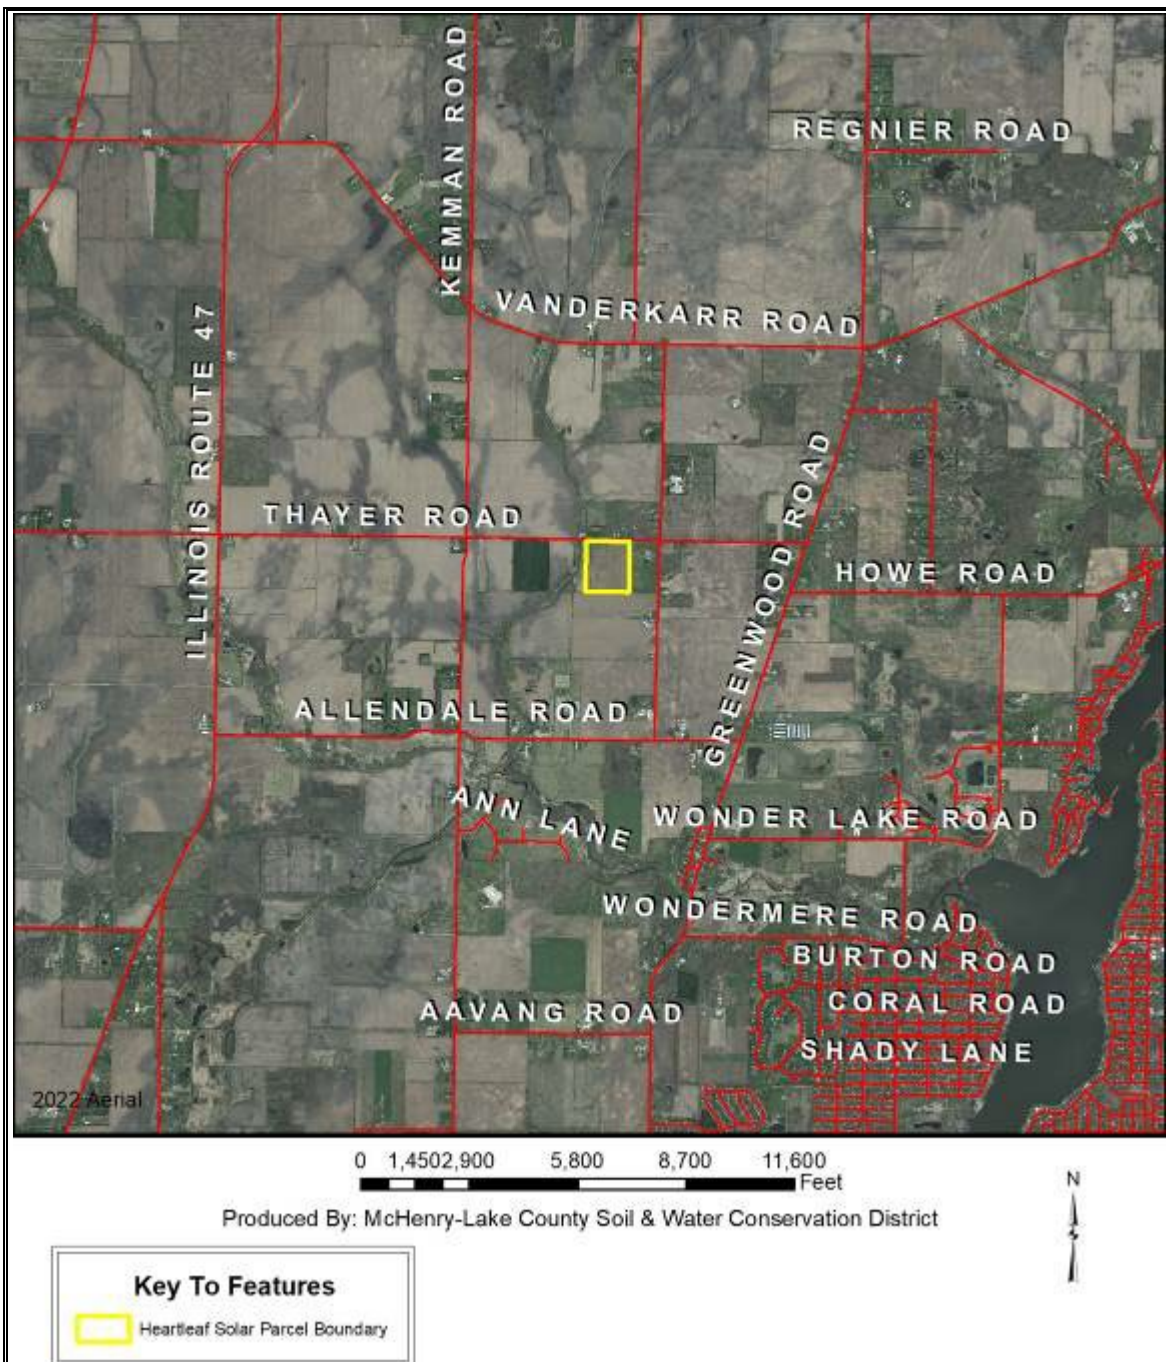 KEMMAN ROAD
REGNIER ROAD
VANDERKARR ROAD
ILLINOIS ROUTE 47
THAYER ROAD
GREENWOOD ROAD
HOWE ROAD
ALLENDALE ROAD
ANN LANE
WONDER LAKE ROAD
WONDERMERE ROAD
BURTON ROAD
AAVANG ROAD
CORAL ROAD
SHADY LANE
2022 Aerial
0 1,450 2,900 5,800 8,700 11,600
Feet
N
Produced By: McHenry-Lake County Soil & Water Conservation District
Key To Features
Heartleaf Solar Parcel Boundary